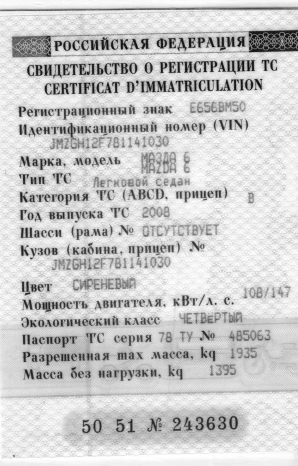 РОССИЙСКАЯ ФЕДЕРАЦИЯ
СВИДЕТЕЛЬСТВО О РЕГИСТРАЦИИ ТС
CERTIFICAT D'IMMATRICULATION
Регистрационный знак Е656ВМ50
Идентификационный номер (VIN)
JMZGH12F781141030
Марка, модель МАЗДА 6
MAZDA 6
Тип ТС Легковой седан
Категория ТС (ABCD, прицеп) B
Год выпуска ТС 2008
Шасси (рама) № ОТСУТСТВУЕТ
Кузов (кабина, прицеп) №
JMZGH12F781141030
Цвет СИРЕНЕВЫЙ
Мощность двигателя, кВт/л. с. 108/147
Экологический класс ЧЕТВЕРТЫЙ
Паспорт ТС серия 78 ТУ № 485063
Разрешенная max масса, kg 1935
Масса без нагрузки, kg 1395
50 51 № 243630